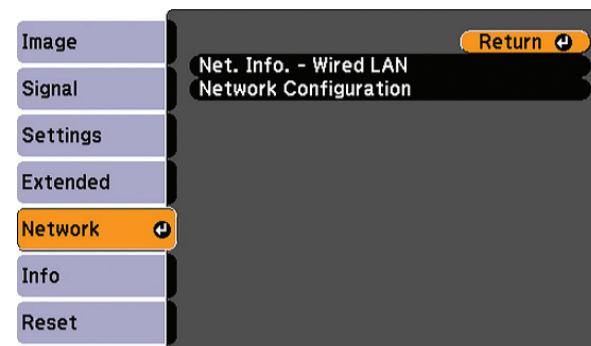 Image
Signal
Settings
Extended
Network
Info
Reset
Return
Net. Info. - Wired LAN
Network Configuration